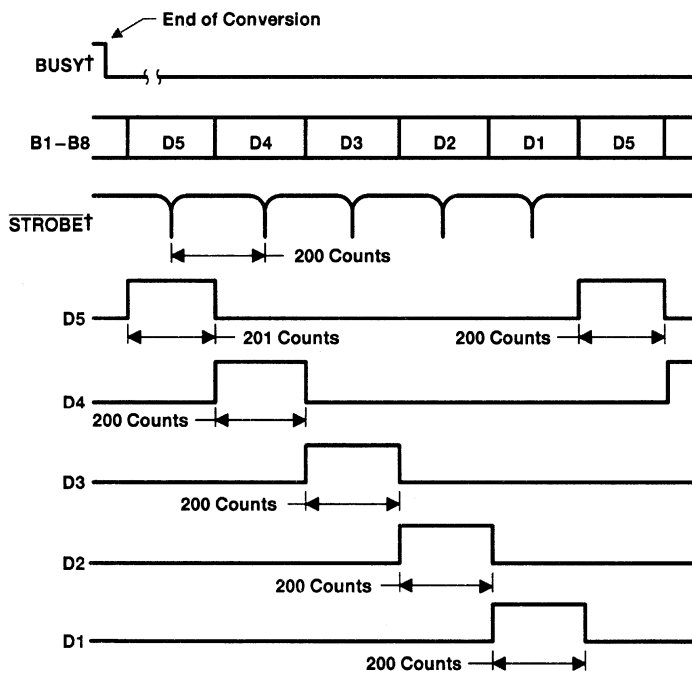 End of Conversion
BUSY†
B1–B8 D5 D4 D3 D2 D1 D5
STROBE†
200 Counts
D5
201 Counts 200 Counts
D4
200 Counts
D3
200 Counts
D2
200 Counts
D1
200 Counts